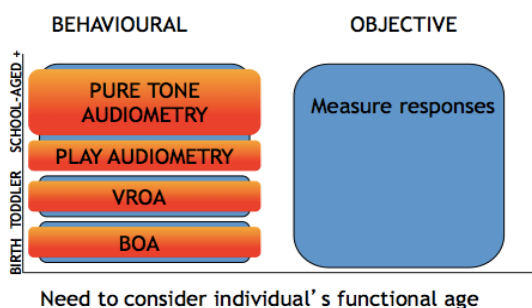 BEHAVIOURAL
OBJECTIVE
SCHOOL-AGED +
TODDLER
BIRTH
PURE TONE
AUDIOMETRY
PLAY AUDIOMETRY
VROA
BOA
Measure responses
Need to consider individual's functional age